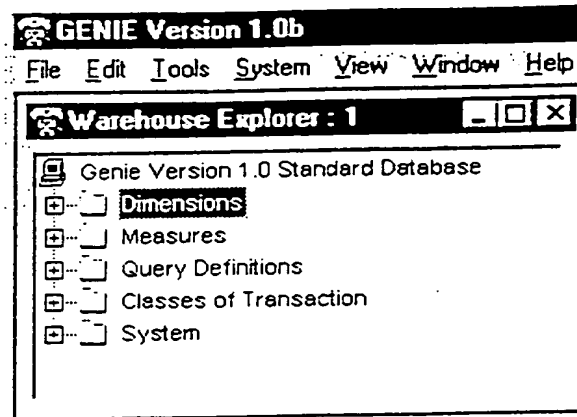 GENIE Version 1.0b
File Edit Tools System View Window Help
Warehouse Explorer : 1
Genie Version 1.0 Standard Database
Dimensions
Measures
Query Definitions
Classes of Transaction
System